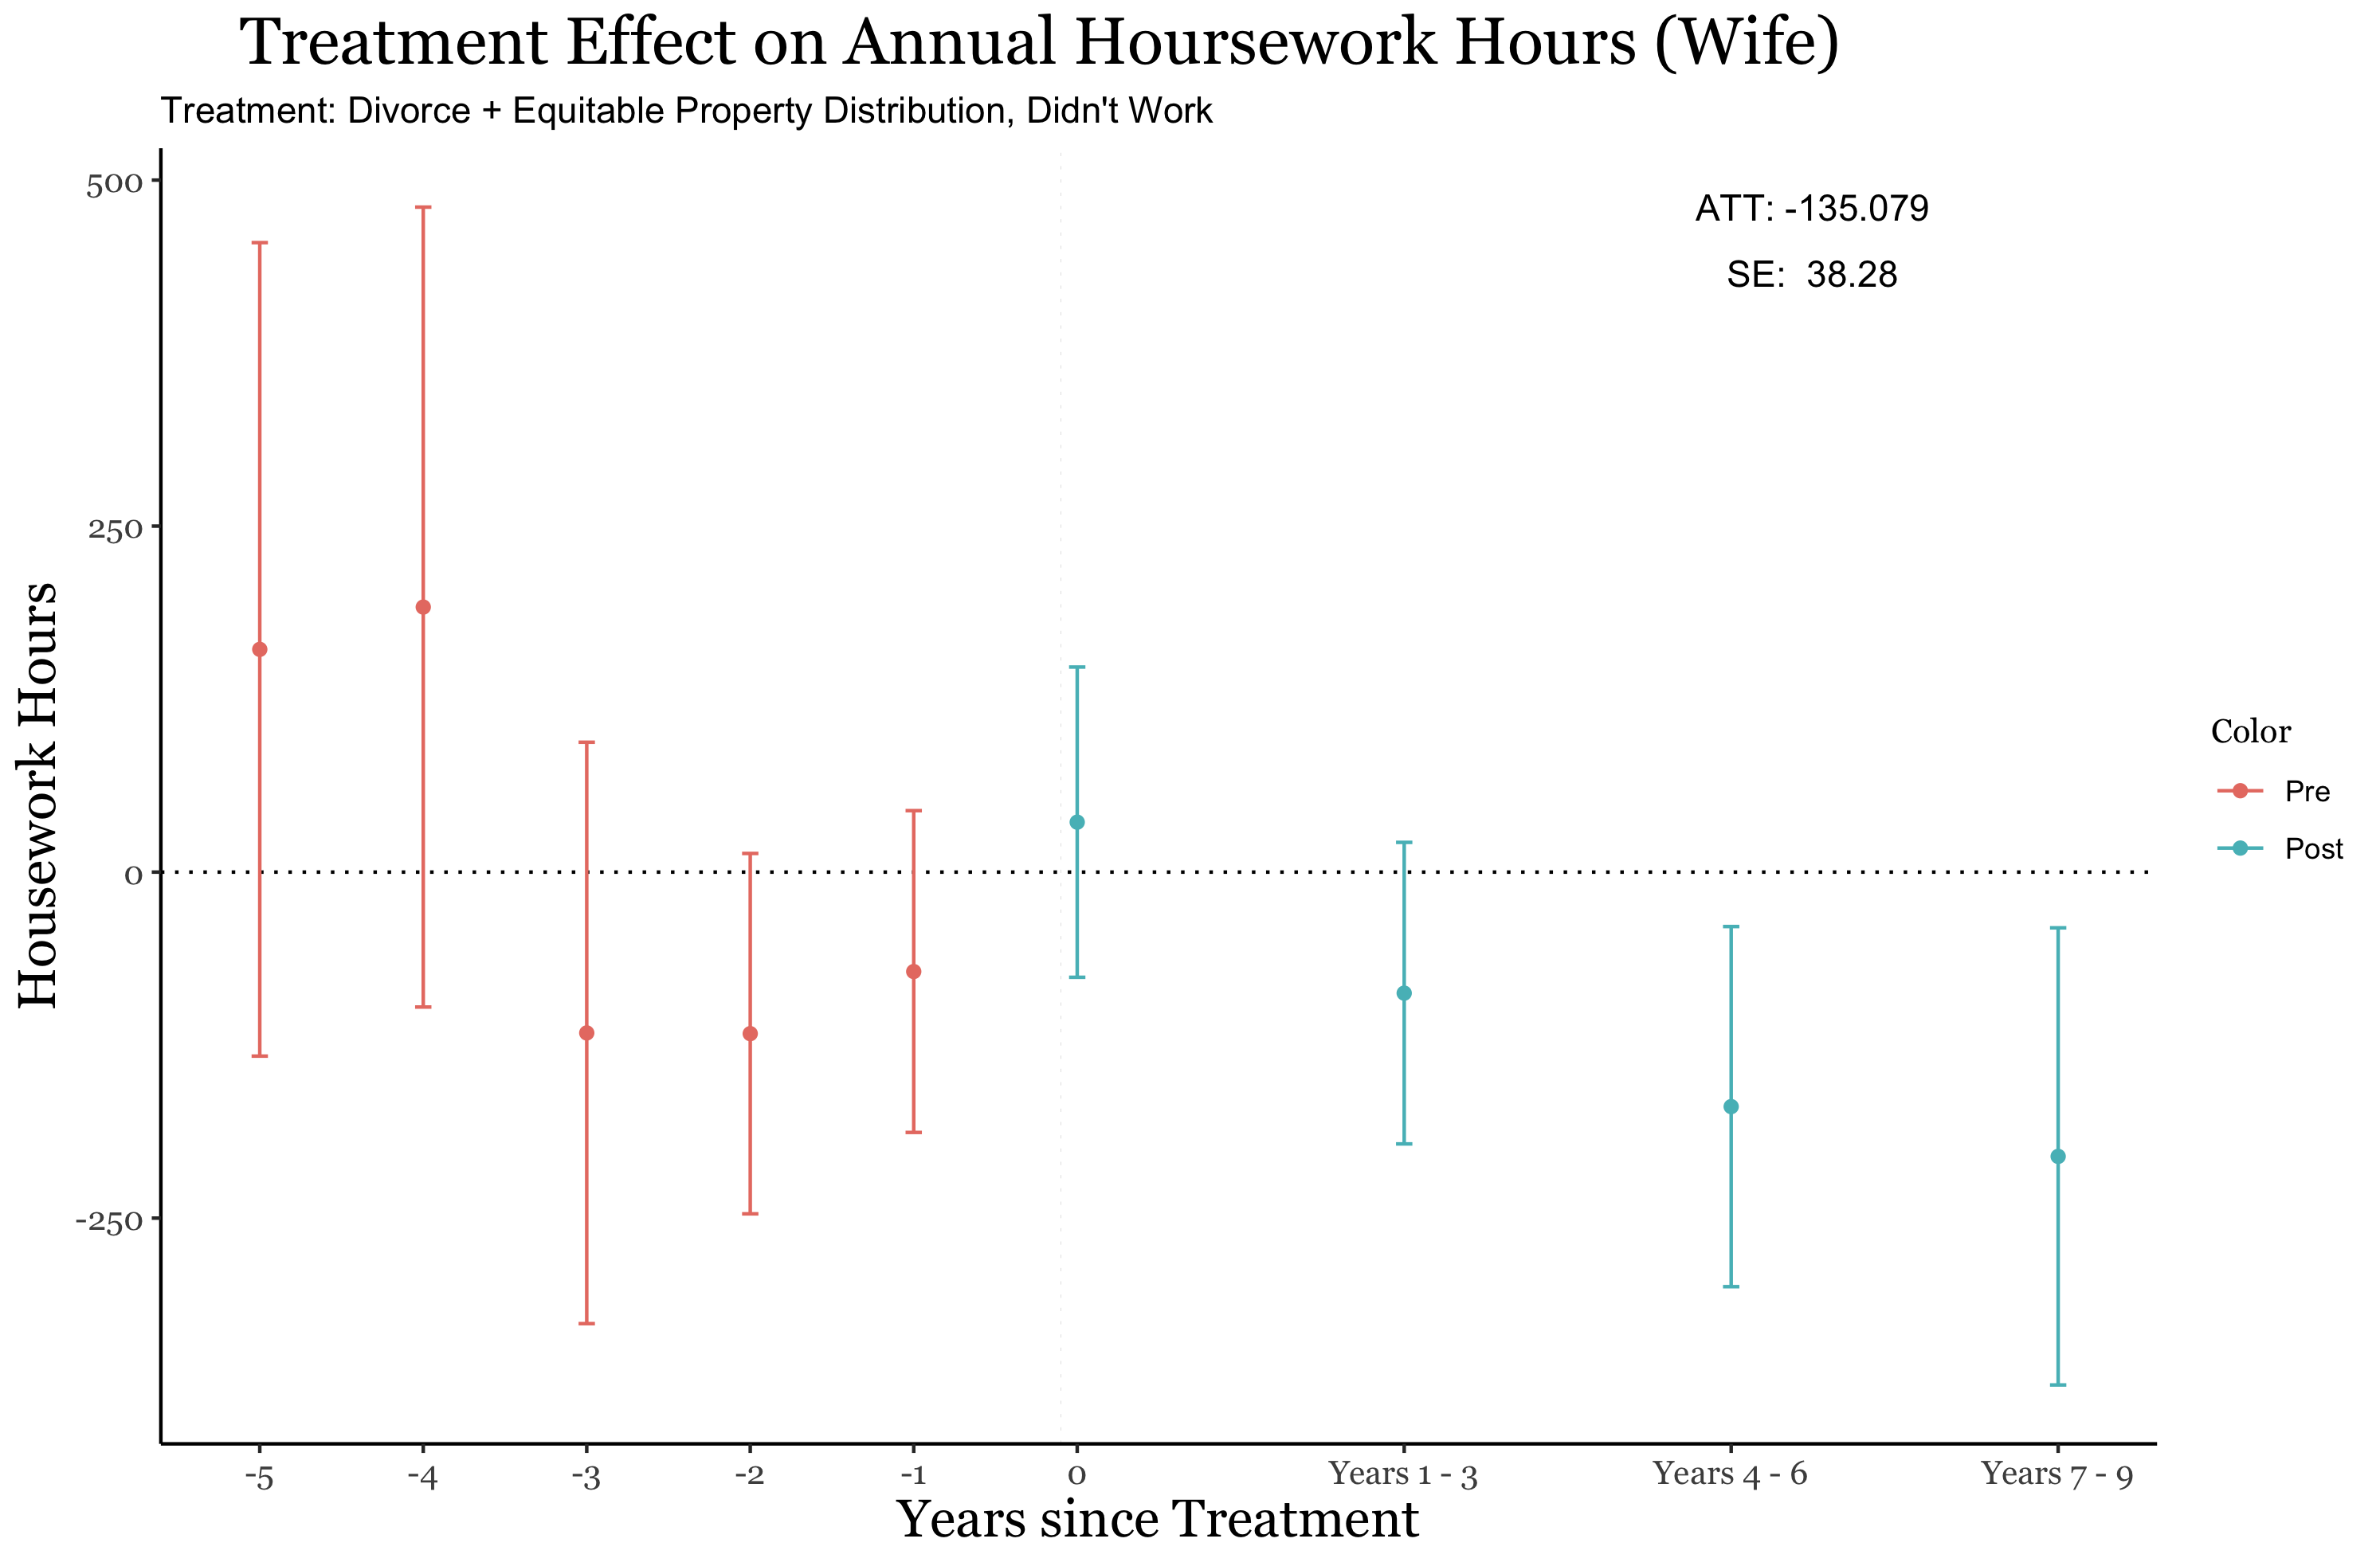 Treatment Effect on Annual Hoursework Hours (Wife)
Treatment: Divorce + Equitable Property Distribution, Didn't Work
ATT: -135.079
SE: 38.28
500
250
0
-250
Housework Hours
Color
Pre
Post
-5 -4 -3 -2 -1 0 Years 1 - 3 Years 4 - 6 Years 7 - 9
Years since Treatment